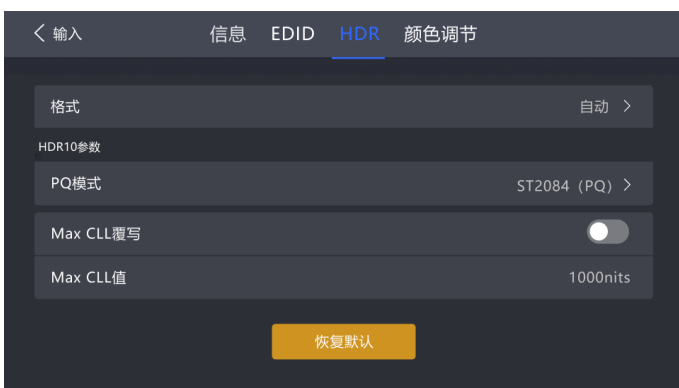 输入 信息 EDID HDR 颜色调节
格式 自动
HDR10参数
PQ模式 ST2084（PQ）
Max CLL覆写
Max CLL值 1000nits
恢复默认